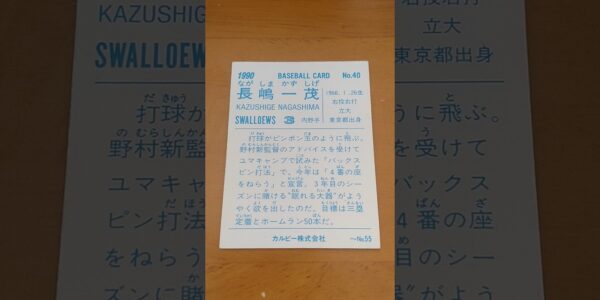 1990 BASEBALL CARD No.40
なが しま かず しげ
長嶋一茂
KAZUSHIGE NAGASHIMA
SWALLOEWS 3 内野手
1966. 1 .26生
右投右打
立大
東京都出身
打球がピンポン玉のように飛ぶ。
野村新監督のアドバイスを受けて
ユマキャンプで試みた「バックス
ピン打法」で、今年は「4番の座
をねらう」と宣言。3年目のシー
ズンに賭ける“眠れる大器”がよう
やく欲を出したのだ。目標は三塁
定着とホームラン50本だ。
カルビー株式会社 〜No.55